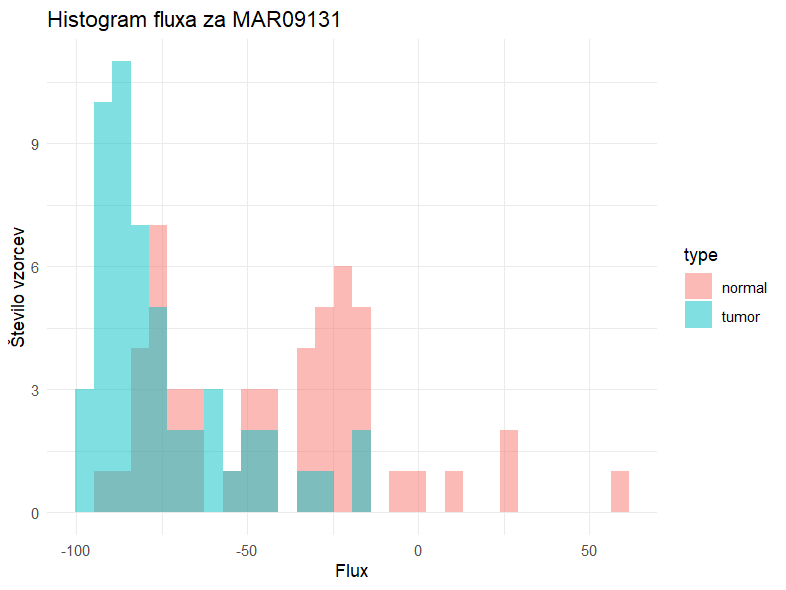 Histogram fluxa za MAR09131
Število vzorcev
9
6
3
0
-100
-50
0
50
Flux
type
normal
tumor